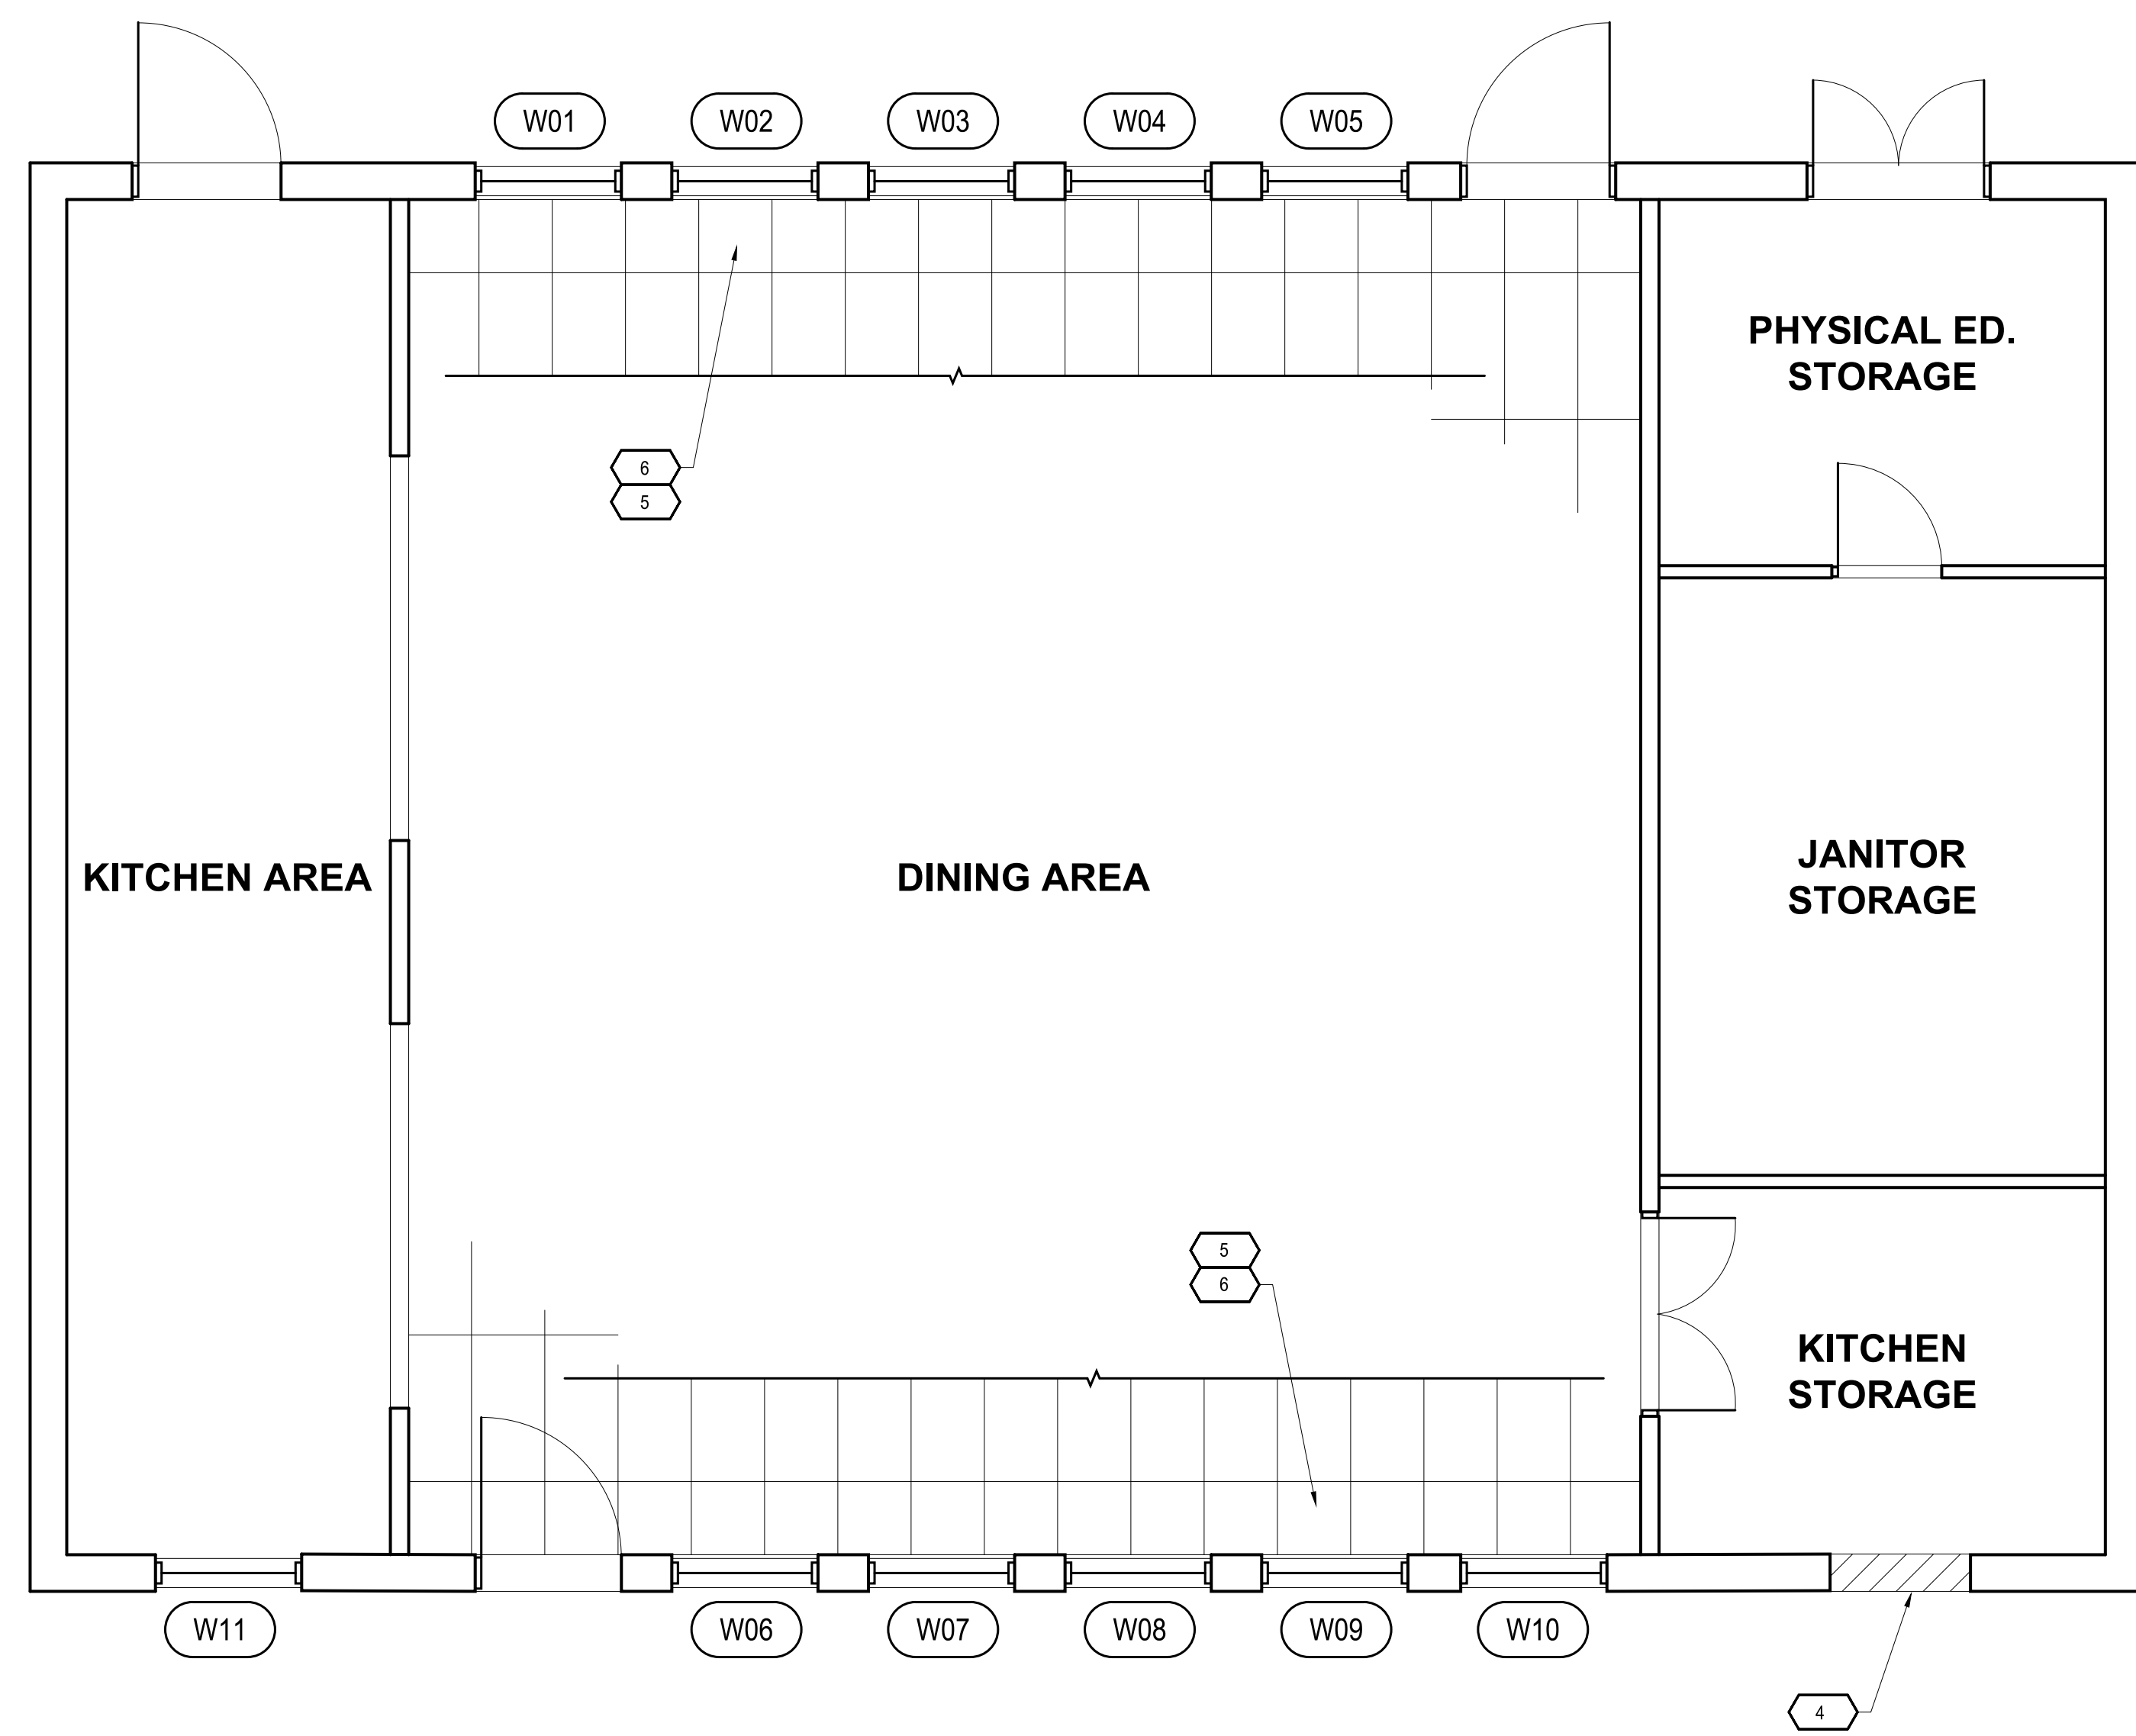 W01
W02
W03
W04
W05
PHYSICAL ED.
STORAGE
6
5
KITCHEN AREA
DINING AREA
JANITOR
STORAGE
5
6
KITCHEN
STORAGE
W11
W06
W07
W08
W09
W10
4